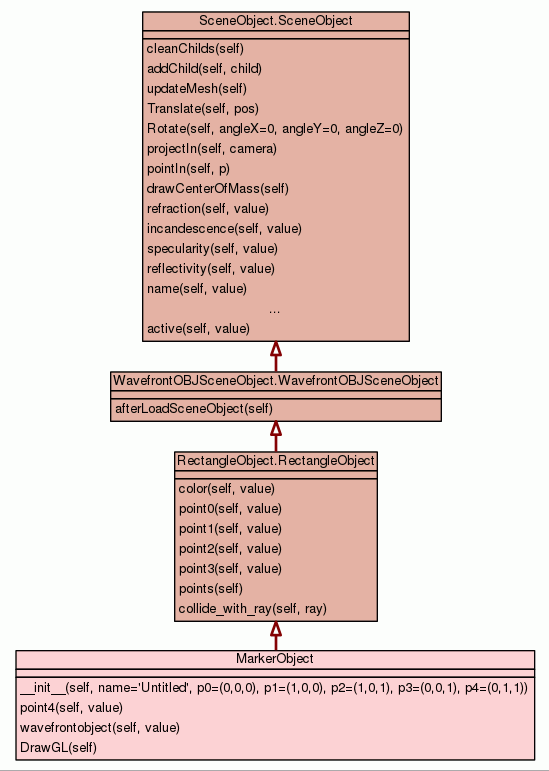 SceneObject.SceneObject
cleanChilds(self)
addChild(self, child)
updateMesh(self)
Translate(self, pos)
Rotate(self, angleX=0, angleY=0, angleZ=0)
projectIn(self, camera)
pointIn(self, p)
drawCenterOfMass(self)
refraction(self, value)
incandescence(self, value)
specularity(self, value)
reflectivity(self, value)
name(self, value)
...
active(self, value)
WavefrontOBJSceneObject.WavefrontOBJSceneObject
afterLoadSceneObject(self)
RectangleObject.RectangleObject
color(self, value)
point0(self, value)
point1(self, value)
point2(self, value)
point3(self, value)
points(self)
collide_with_ray(self, ray)
MarkerObject
__init__(self, name='Untitled', p0=(0,0,0), p1=(1,0,0), p2=(1,0,1), p3=(0,0,1), p4=(0,1,1))
point4(self, value)
wavefrontobject(self, value)
DrawGL(self)